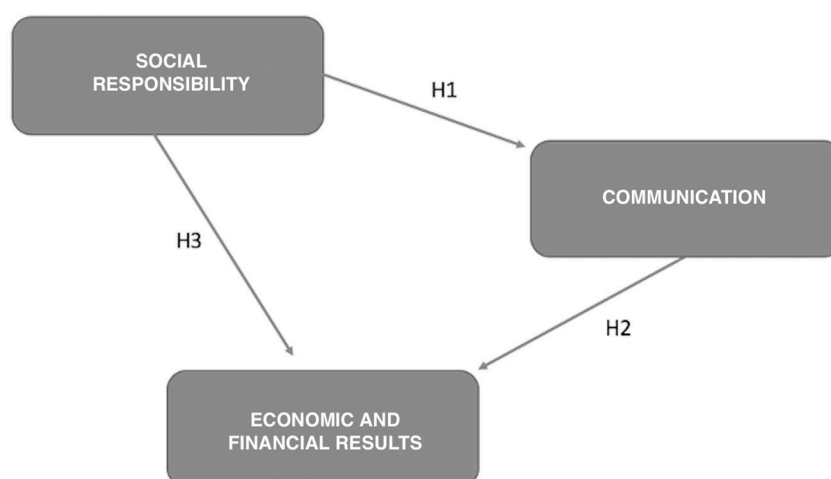 SOCIAL
RESPONSIBILITY
H1
COMMUNICATION
H3
H2
ECONOMIC AND
FINANCIAL RESULTS